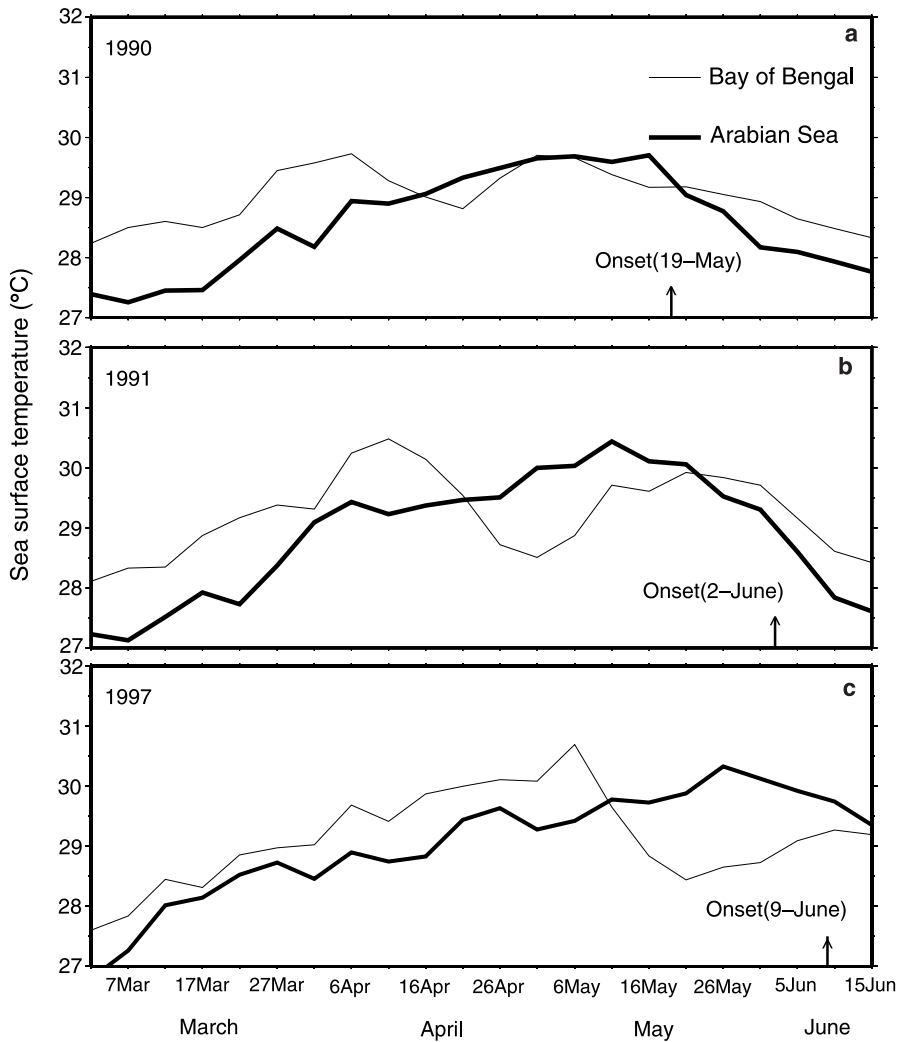 32
1990
a
31
Bay of Bengal
30
Arabian Sea
29
28
Onset(19–May)
27
Sea surface temperature (°C)
32
1991
b
31
30
29
28
Onset(2–June)
27
32
1997
c
31
30
29
28
Onset(9–June)
27
7Mar 17Mar 27Mar 6Apr 16Apr 26Apr 6May 16May 26May 5Jun 15Jun
March April May June